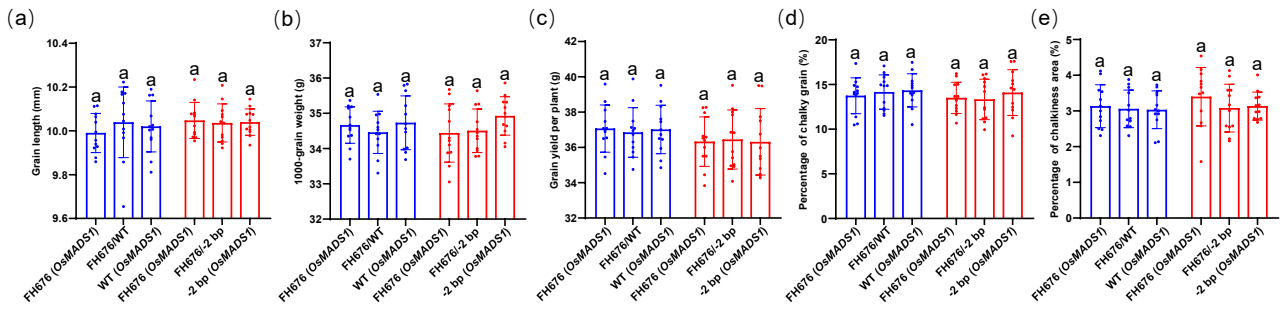 (a)
Grain length (mm)
10.4
10.2
10.0
9.8
9.6
a a a a a a
FH676 (OsMADS1)
FH676/WT
WT (OsMADS1)
FH676 (OsMADS1)
FH676/-2 bp
-2 bp (OsMADS1)
(b)
1000-grain weight (g)
37
36
35
34
33
32
a a a a a a
FH676 (OsMADS1)
FH676/WT
WT (OsMADS1)
FH676 (OsMADS1)
FH676/-2 bp
-2 bp (OsMADS1)
(c)
Grain yield per plant (g)
42
40
38
36
34
32
a a a a a a
FH676 (OsMADS1)
FH676/WT
WT (OsMADS1)
FH676 (OsMADS1)
FH676/-2 bp
-2 bp (OsMADS1)
(d)
Percentage of chalky grain (%)
20
15
10
5
0
a a a a a a
FH676 (OsMADS1)
FH676/WT
WT (OsMADS1)
FH676 (OsMADS1)
FH676/-2 bp
-2 bp (OsMADS1)
(e)
Percentage of chalkiness area (%)
5
4
3
2
1
0
a a a a a a
FH676 (OsMADS1)
FH676/WT
WT (OsMADS1)
FH676 (OsMADS1)
FH676/-2 bp
-2 bp (OsMADS1)